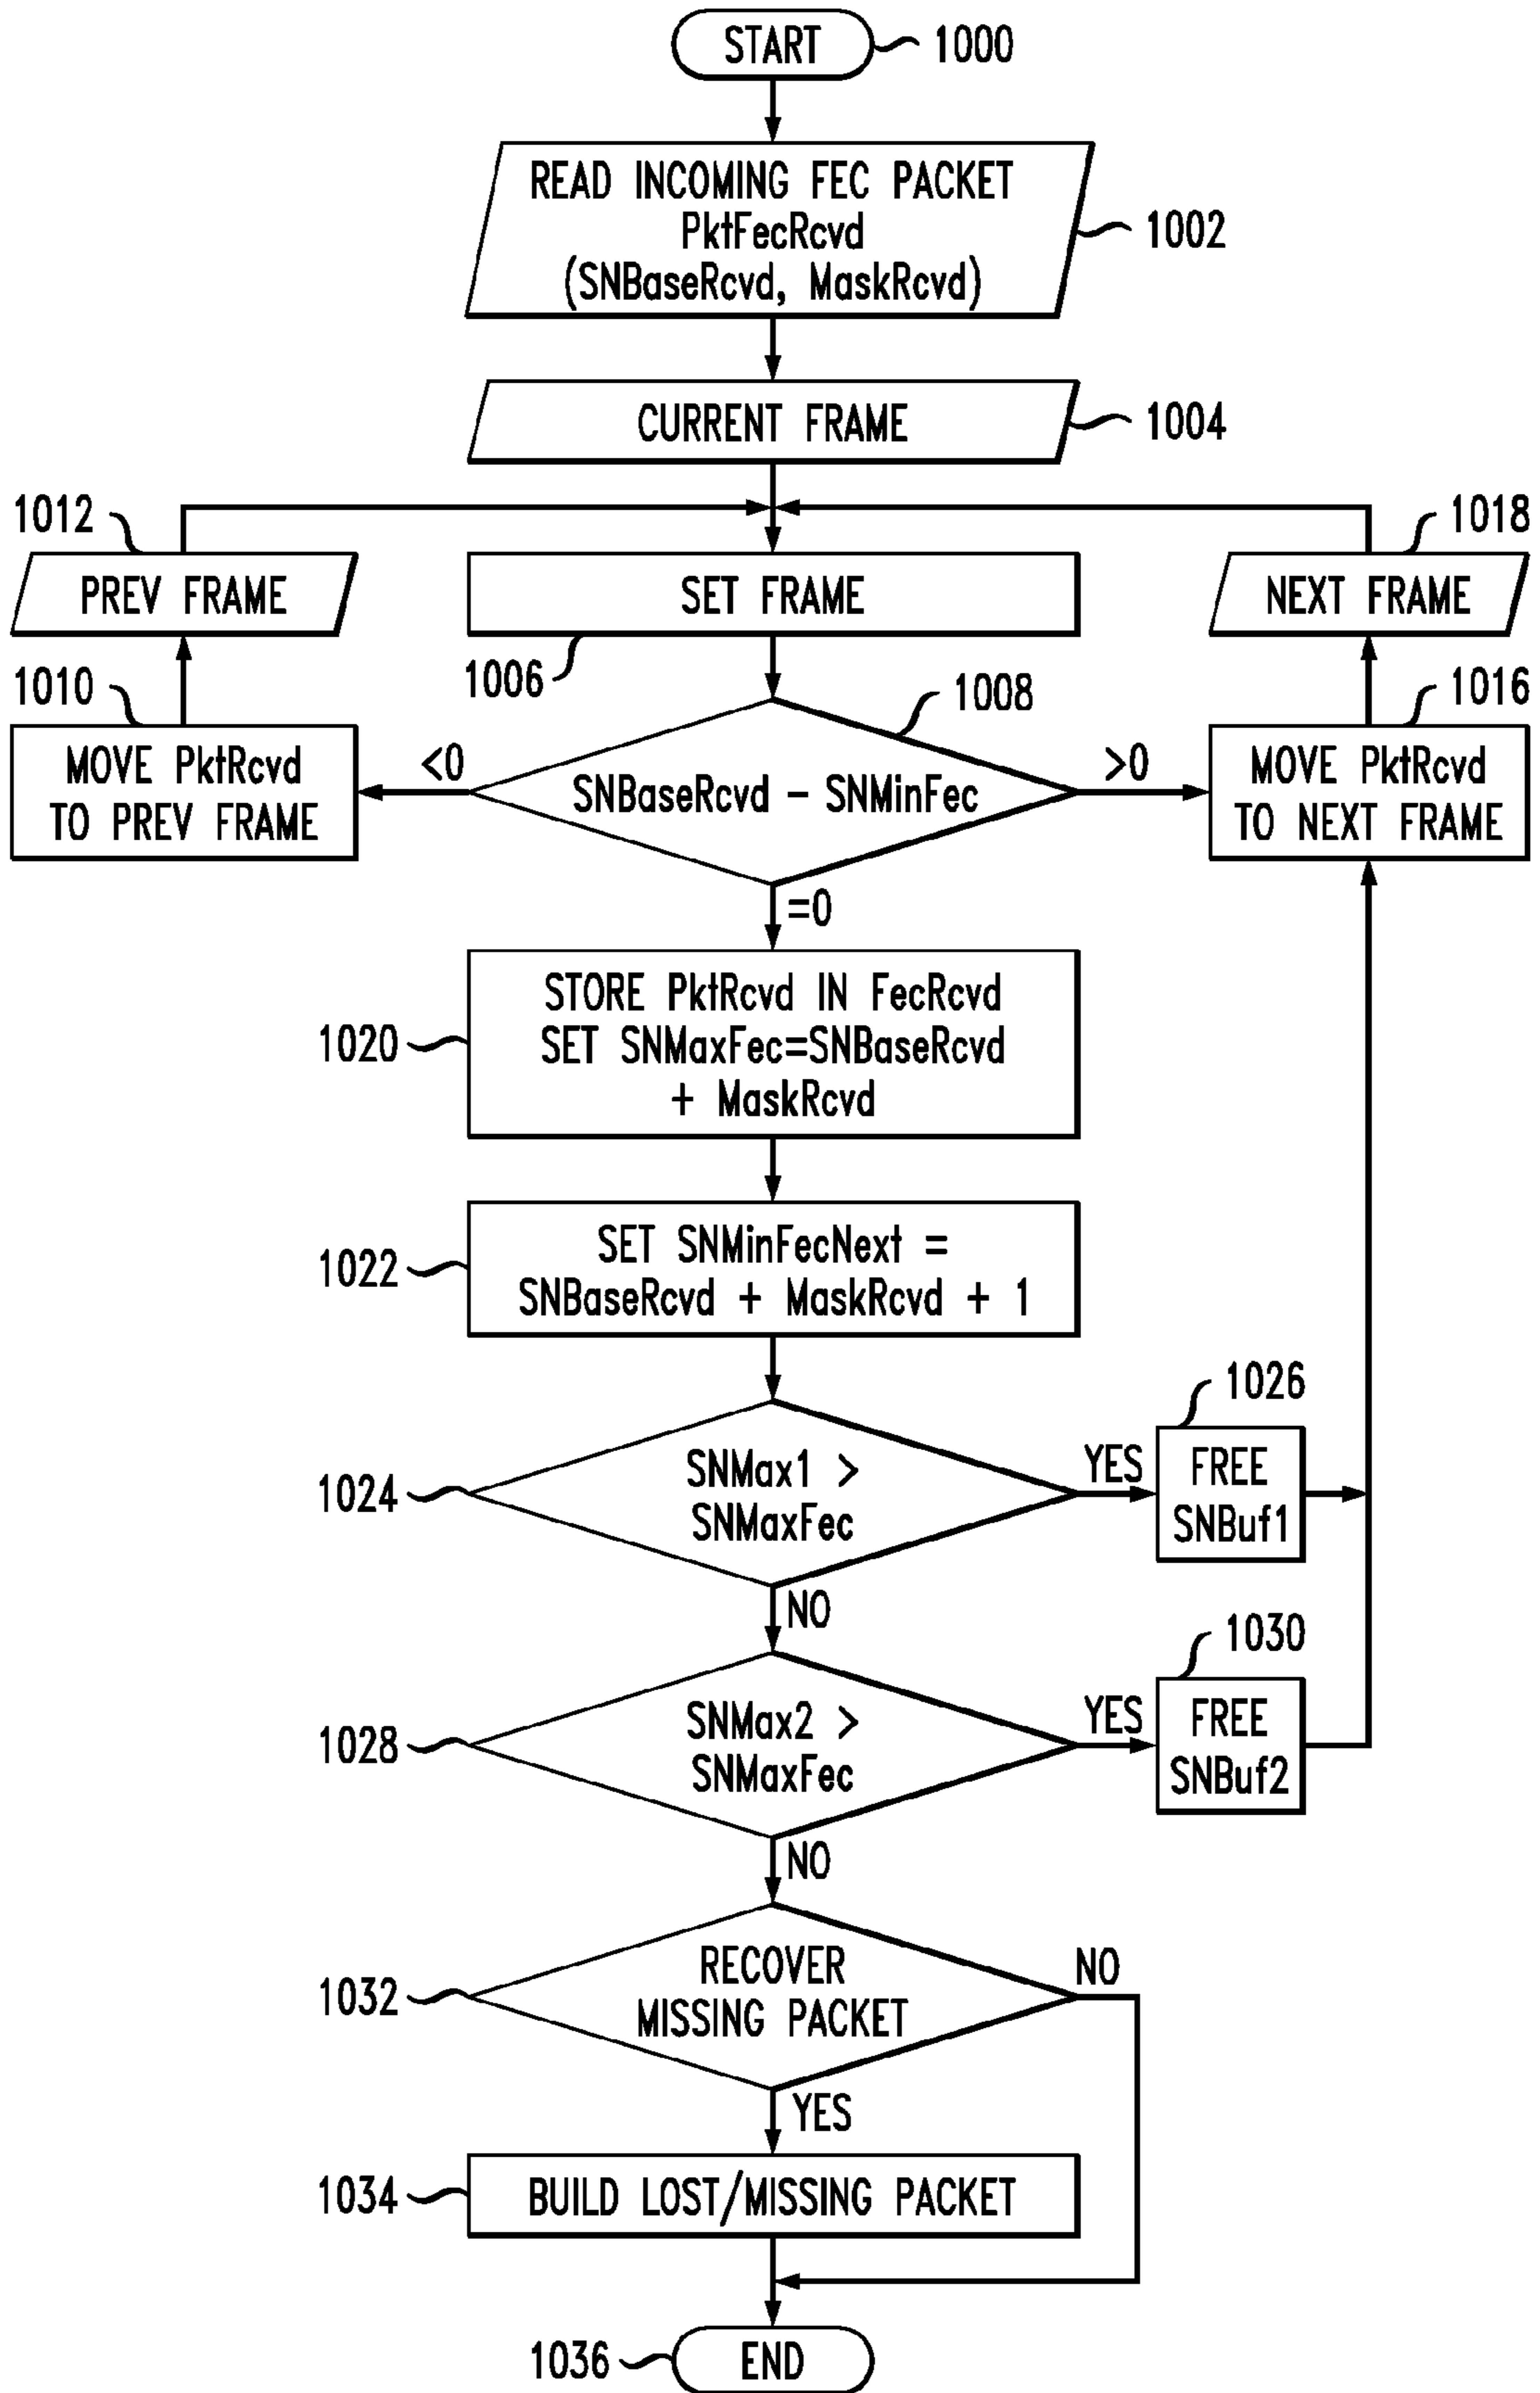 START
1000
READ INCOMING FEC PACKET
PktFecRcvd
(SNBaseRcvd, MaskRcvd)
1002
CURRENT FRAME
1004
1012
1018
PREV FRAME
SET FRAME
NEXT FRAME
1006
1008
1010
1016
MOVE PktRcvd
TO PREV FRAME
<0
SNBaseRcvd – SNMinFec
>0
MOVE PktRcvd
TO NEXT FRAME
=0
STORE PktRcvd IN FecRcvd
SET SNMaxFec=SNBaseRcvd
+ MaskRcvd
1020
SET SNMinFecNext =
SNBaseRcvd + MaskRcvd + 1
1022
1026
SNMax1 >
SNMaxFec
1024
YES
FREE
SNBuf1
NO
1030
SNMax2 >
SNMaxFec
1028
YES
FREE
SNBuf2
NO
RECOVER
MISSING PACKET
1032
NO
YES
1034
BUILD LOST/MISSING PACKET
1036
END